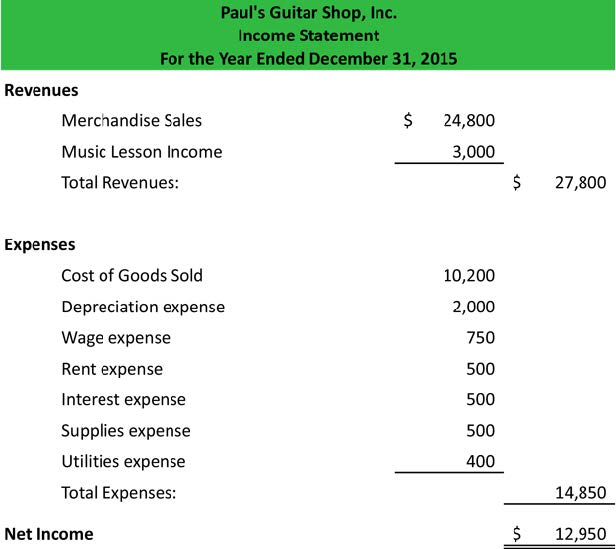 Paul's Guitar Shop, Inc.
Income Statement
For the Year Ended December 31, 2015
Revenues
Merchandise Sales $ 24,800
Music Lesson Income 3,000
Total Revenues: $ 27,800
Expenses
Cost of Goods Sold 10,200
Depreciation expense 2,000
Wage expense 750
Rent expense 500
Interest expense 500
Supplies expense 500
Utilities expense 400
Total Expenses: 14,850
Net Income $ 12,950